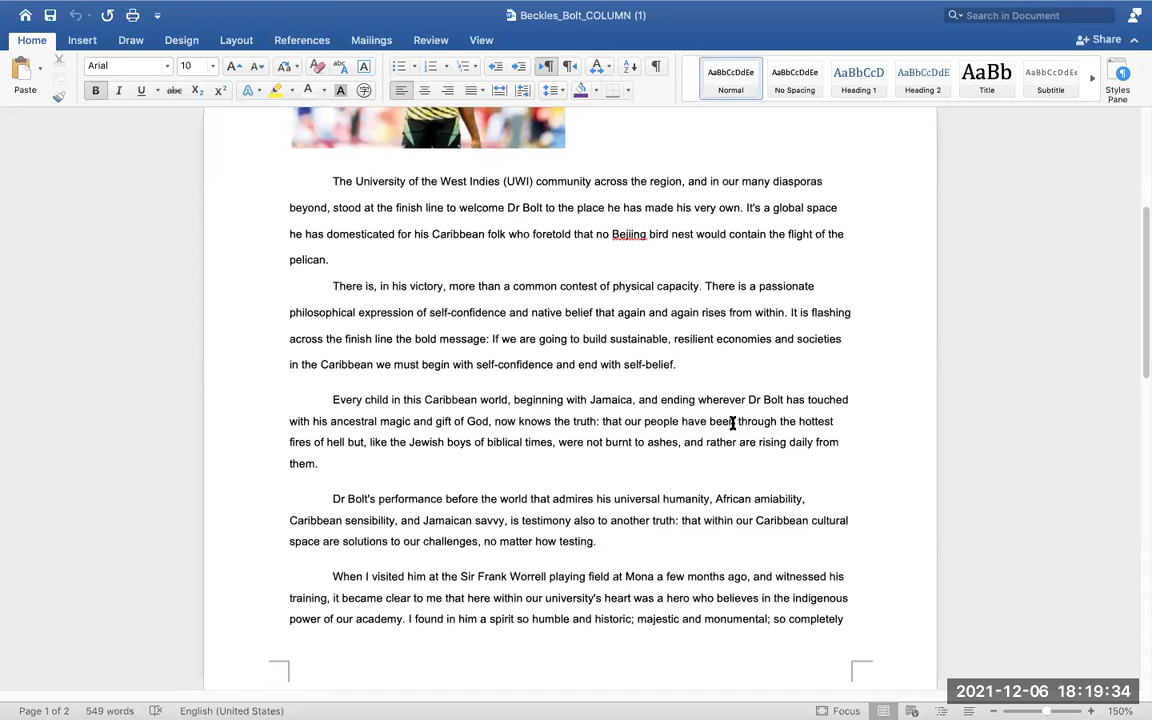 Beckles_Bolt_COLUMN (1)
Search in Document
Home Insert Draw Design Layout References Mailings Review View
Share
Paste
Arial 10
AaBbCcDdEe AaBbCcDdEe AaBbCcD AaBbCcDdE AaBb AaBbCcDdEe
Normal No Spacing Heading 1 Heading 2 Title Subtitle
Styles
Pane
The University of the West Indies (UWI) community across the region, and in our many diasporas
beyond, stood at the finish line to welcome Dr Bolt to the place he has made his very own. It's a global space
he has domesticated for his Caribbean folk who foretold that no Bejiing bird nest would contain the flight of the
pelican.
There is, in his victory, more than a common contest of physical capacity. There is a passionate
philosophical expression of self-confidence and native belief that again and again rises from within. It is flashing
across the finish line the bold message: If we are going to build sustainable, resilient economies and societies
in the Caribbean we must begin with self-confidence and end with self-belief.
Every child in this Caribbean world, beginning with Jamaica, and ending wherever Dr Bolt has touched
with his ancestral magic and gift of God, now knows the truth: that our people have been through the hottest
fires of hell but, like the Jewish boys of biblical times, were not burnt to ashes, and rather are rising daily from
them.
Dr Bolt's performance before the world that admires his universal humanity, African amiability,
Caribbean sensibility, and Jamaican savvy, is testimony also to another truth: that within our Caribbean cultural
space are solutions to our challenges, no matter how testing.
When I visited him at the Sir Frank Worrell playing field at Mona a few months ago, and witnessed his
training, it became clear to me that here within our university's heart was a hero who believes in the indigenous
power of our academy. I found in him a spirit so humble and historic; majestic and monumental; so completely
2021-12-06 18:19:34
Page 1 of 2 549 words English (United States) Focus 150%